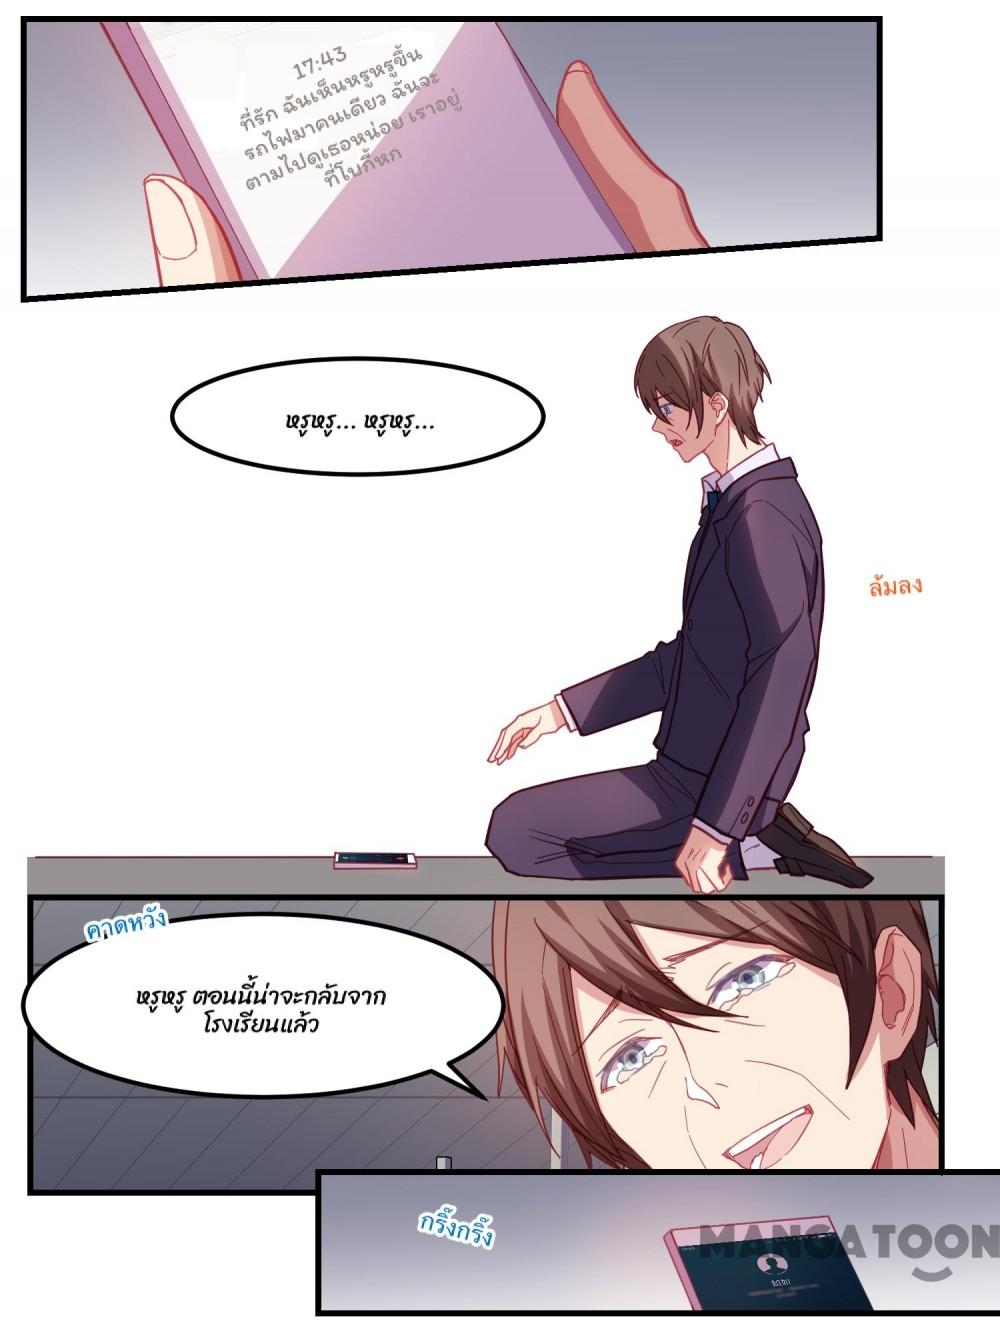 17:43
ที่รัก ฉันเห็นหรูหรูขึ้น
รถไฟมาคนเดียว ฉันจะ
ตามไปดูเธอหน่อย เราอยู่
ที่โบกี้หก
หรูหรู... หรูหรู...
ล้มลง
คาดหวัง
หรูหรู ตอนนี้น่าจะกลับจาก
โรงเรียนแล้ว
กริ๊งกริ๊ง
MANGATOON